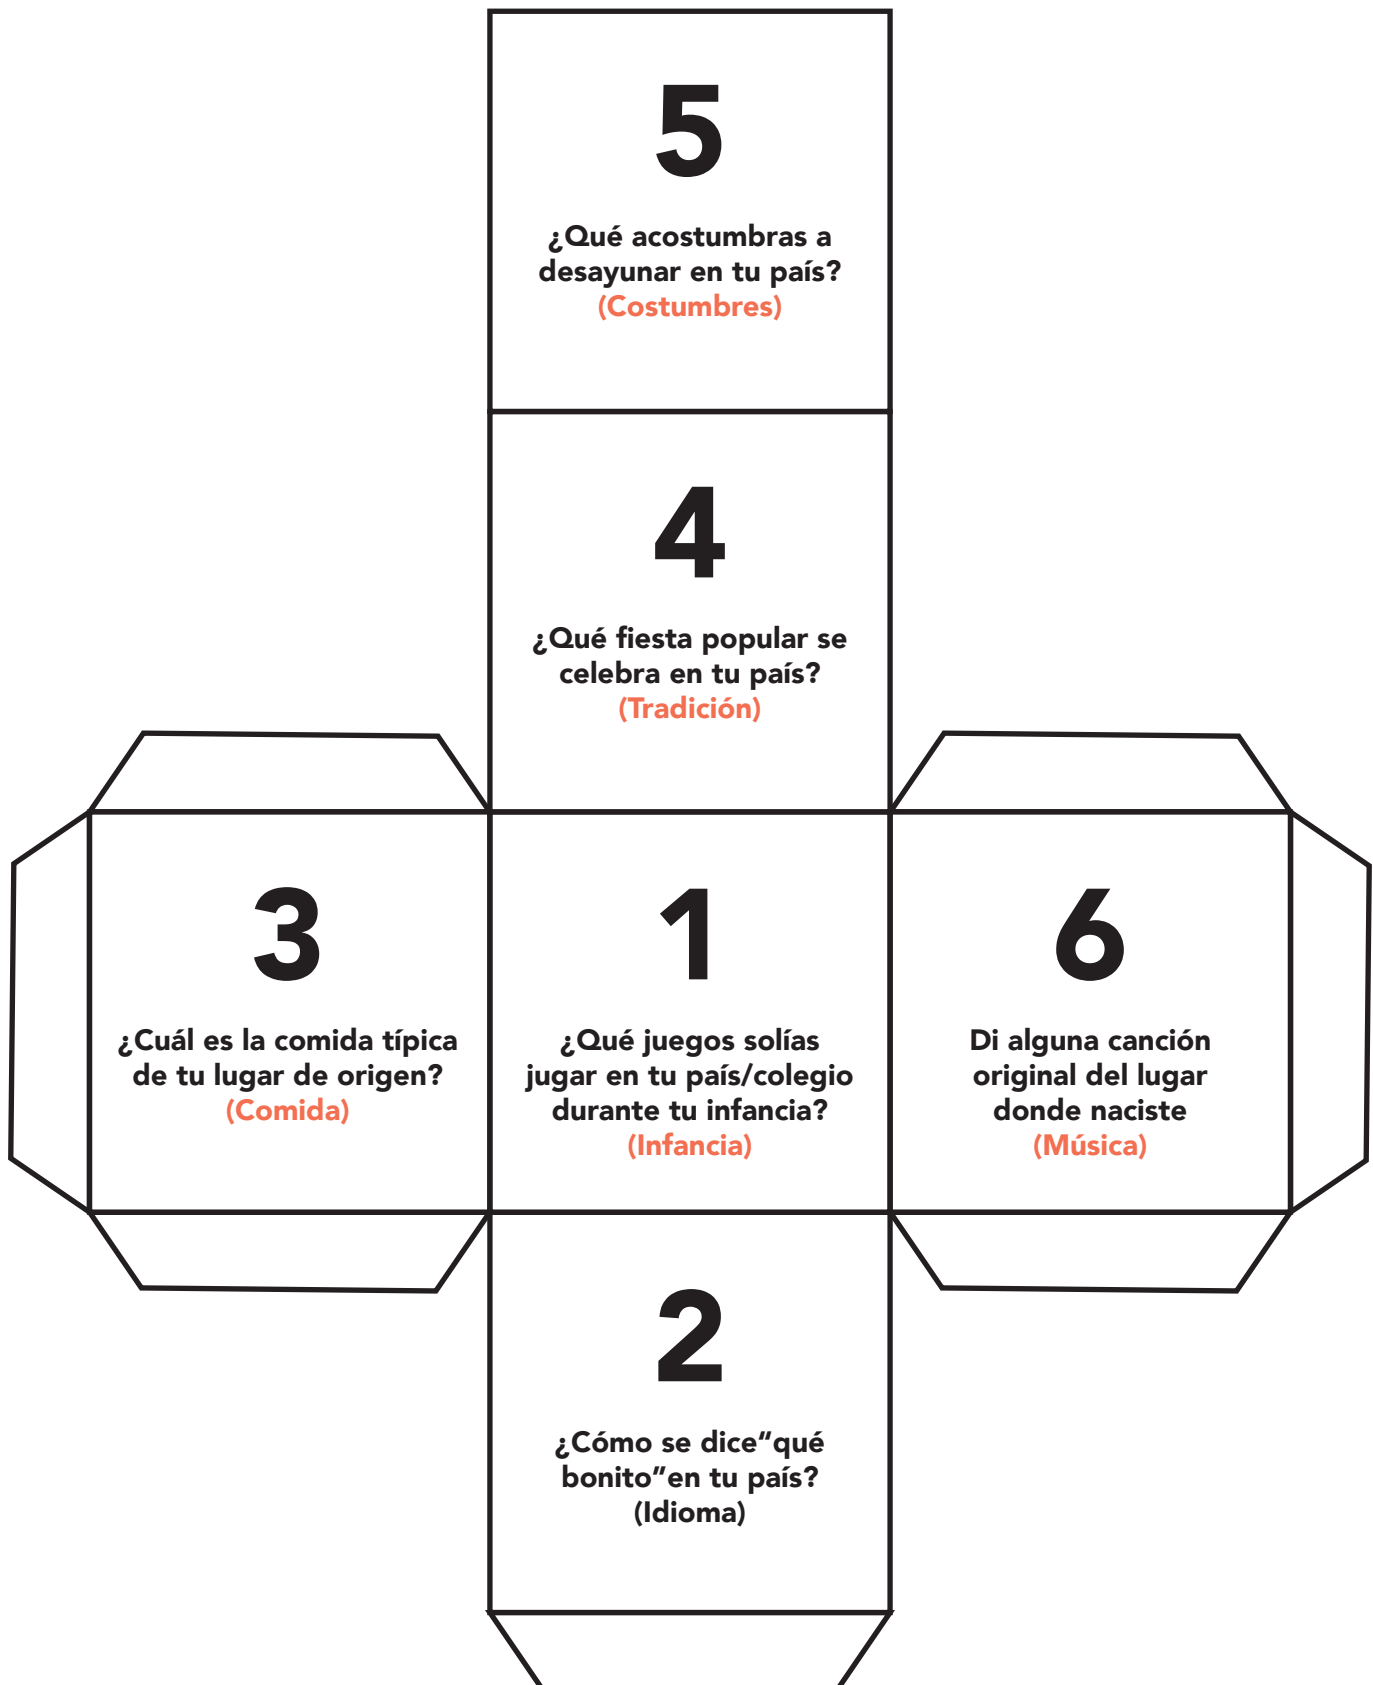 5
¿Qué acostumbras a
desayunar en tu país?
(Costumbres)
4
¿Qué fiesta popular se
celebra en tu país?
(Tradición)
3
¿Cuál es la comida típica
de tu lugar de origen?
(Comida)
1
¿Qué juegos solías
jugar en tu país/colegio
durante tu infancia?
(Infancia)
6
Di alguna canción
original del lugar
donde naciste
(Música)
2
¿Cómo se dice"qué
bonito"en tu país?
(Idioma)